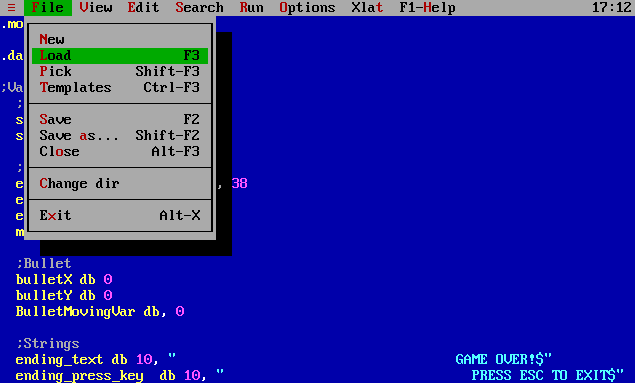 ≡ File View Edit Search Run Options Xlat F1-Help 17:12
.mo
New
Load F3
.da
Pick Shift-F3
Templates Ctrl-F3
;Va
;
Save F2
s
Save as... Shift-F2
s
Close Alt-F3
;
Change dir
e , 38
e
Exit Alt-X
e
m
;Bullet
bulletX db 0
bulletY db 0
BulletMovingVar db, 0
;Strings
ending_text db 10, " GAME OVER!$"
ending_press_key db 10, " PRESS ESC TO EXIT$"